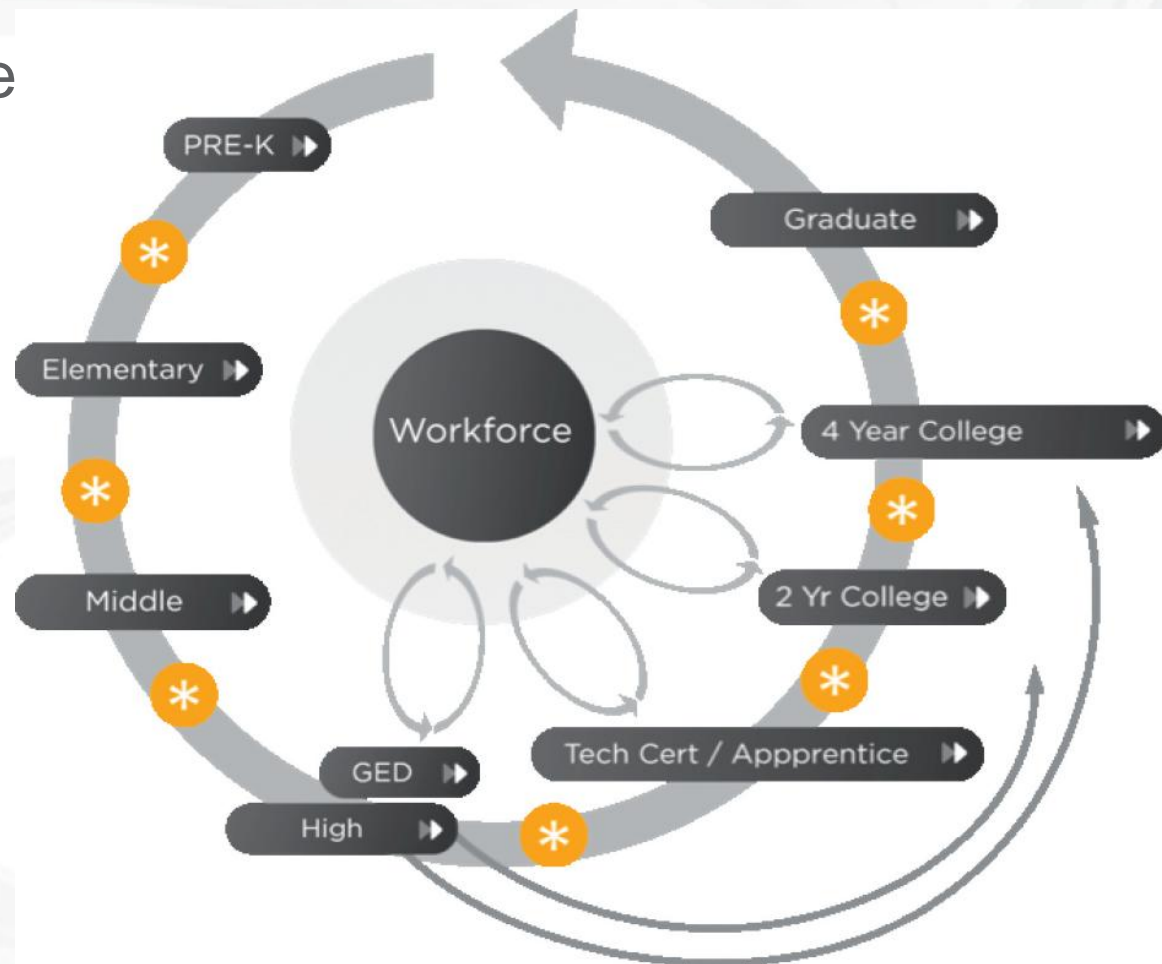 e
PRE-K
Graduate
Elementary
Workforce
4 Year College
Middle
2 Yr College
GED
Tech Cert / Appprentice
High